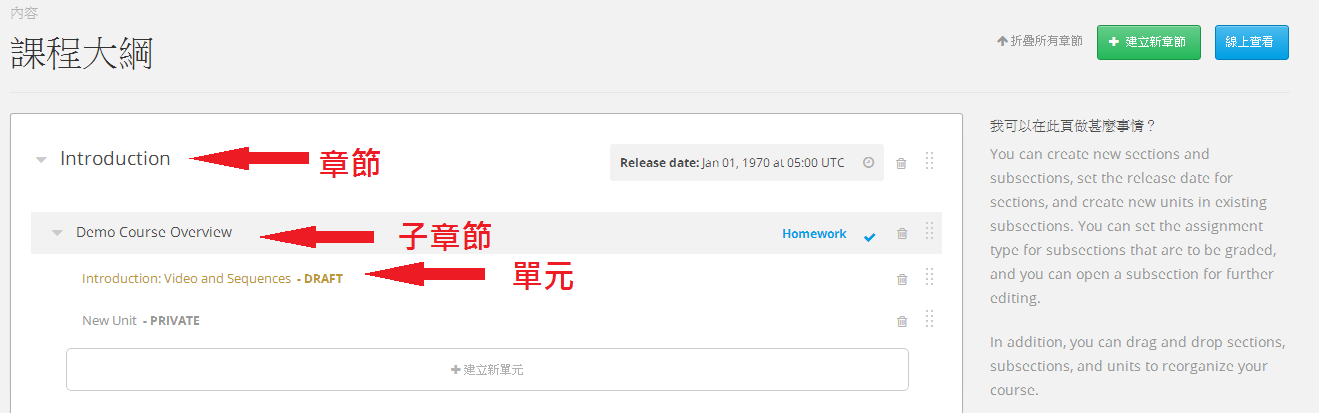 內容
課程大綱
折疊所有章節
建立新章節
線上查看
Introduction
章節
Release date: Jan 01, 1970 at 05:00 UTC
Demo Course Overview
子章節
Homework
Introduction: Video and Sequences - DRAFT
單元
New Unit - PRIVATE
建立新單元
我可以在此頁做甚麼事情？
You can create new sections and
subsections, set the release date for
sections, and create new units in existing
subsections. You can set the assignment
type for subsections that are to be graded,
and you can open a subsection for further
editing.
In addition, you can drag and drop sections,
subsections, and units to reorganize your
course.